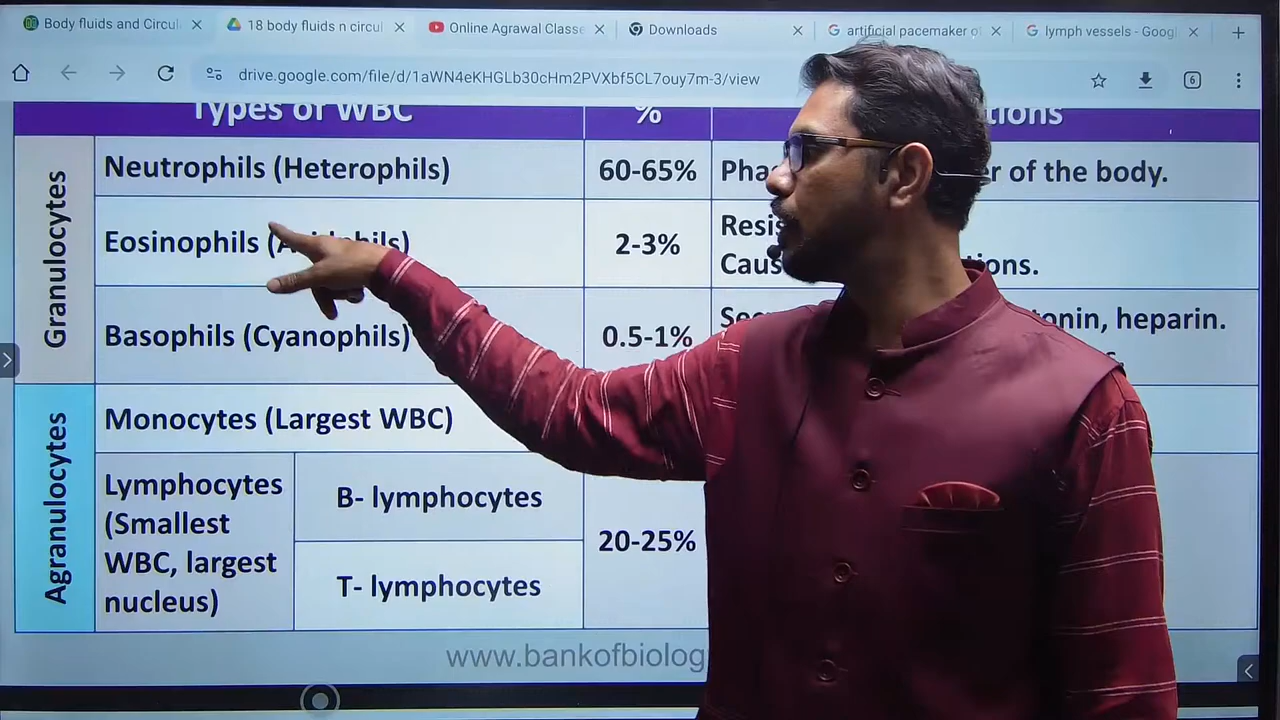 Body fluids and Circul
18 body fluids n circul
Online Agrawal Classe
Downloads
artificial pacemaker
lymph vessels - Googl
drive.google.com/file/d/1aWN4eKHGLb30cHm2PVXbf5CL7ouy7m-3/view
6
Types of WBC
%
tions
Granulocytes
Neutrophils (Heterophils)
60-65%
Pha
r of the body.
Eosinophils
2-3%
Resis
Caus
ons.
Basophils (Cyanophils)
0.5-1%
tonin, heparin.
Agranulocytes
Monocytes (Largest WBC)
Lymphocytes
(Smallest
WBC, largest
nucleus)
B- lymphocytes
T- lymphocytes
20-25%
www.bankofbiolog